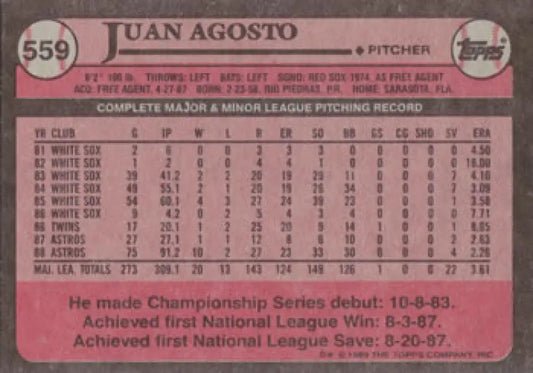 559
JUAN AGOSTO
PITCHER
Topps
6'2" 190 lb. THROWS: LEFT BATS: LEFT SGND: RED SOX 1974, AS FREE AGENT
ACQ: FREE AGENT, 4-27-87 BORN: 2-23-58, RIO PIEDRAS, P.R. HOME: SARASOTA, FLA.
COMPLETE MAJOR & MINOR LEAGUE PITCHING RECORD
YR CLUB G IP W L R ER SO BB GS CG SHO SV ERA
81 WHITE SOX 2 6 0 0 3 3 3 0 0 0 0 0 4.50
82 WHITE SOX 1 2 0 0 4 4 1 0 0 0 0 0 18.00
83 WHITE SOX 39 41.2 2 2 20 19 29 11 0 0 0 7 4.10
84 WHITE SOX 49 55.1 2 1 20 19 26 34 0 0 0 7 3.09
85 WHITE SOX 54 60.1 4 3 27 24 39 23 0 0 0 1 3.58
86 WHITE SOX 9 4.2 0 2 5 4 3 4 0 0 0 0 7.71
86 TWINS 17 20.1 1 2 25 20 9 14 1 0 0 1 8.85
87 ASTROS 27 27.1 1 1 12 8 6 10 0 0 0 2 2.63
88 ASTROS 75 91.2 10 2 27 23 33 30 0 0 0 4 2.26
MAJ. LEA. TOTALS 273 309.1 20 13 143 124 149 126 1 0 0 22 3.61
He made Championship Series debut: 10-8-83.
Achieved first National League Win: 8-3-87.
Achieved first National League Save: 8-20-87.
© 1989 THE TOPPS COMPANY, INC.